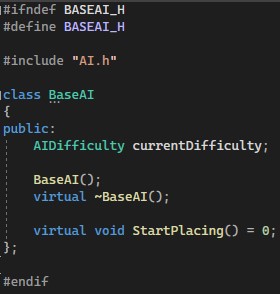 #ifndef BASEAI_H
#define BASEAI_H
#include "AI.h"
class BaseAI
{
public:
AIDifficulty currentDifficulty;
BaseAI();
virtual ~BaseAI();
virtual void StartPlacing() = 0;
};
#endif